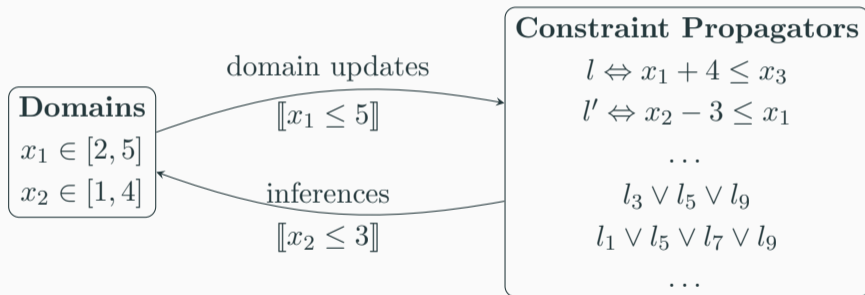 Domains
x₁ ∈ [2, 5]
x₂ ∈ [1, 4]
domain updates
⟦x₁ ≤ 5⟧
inferences
⟦x₂ ≤ 3⟧
Constraint Propagators
l ⇔ x₁ + 4 ≤ x₃
l′ ⇔ x₂ − 3 ≤ x₁
...
l₃ ∨ l₅ ∨ l₉
l₁ ∨ l₅ ∨ l₇ ∨ l₉
...